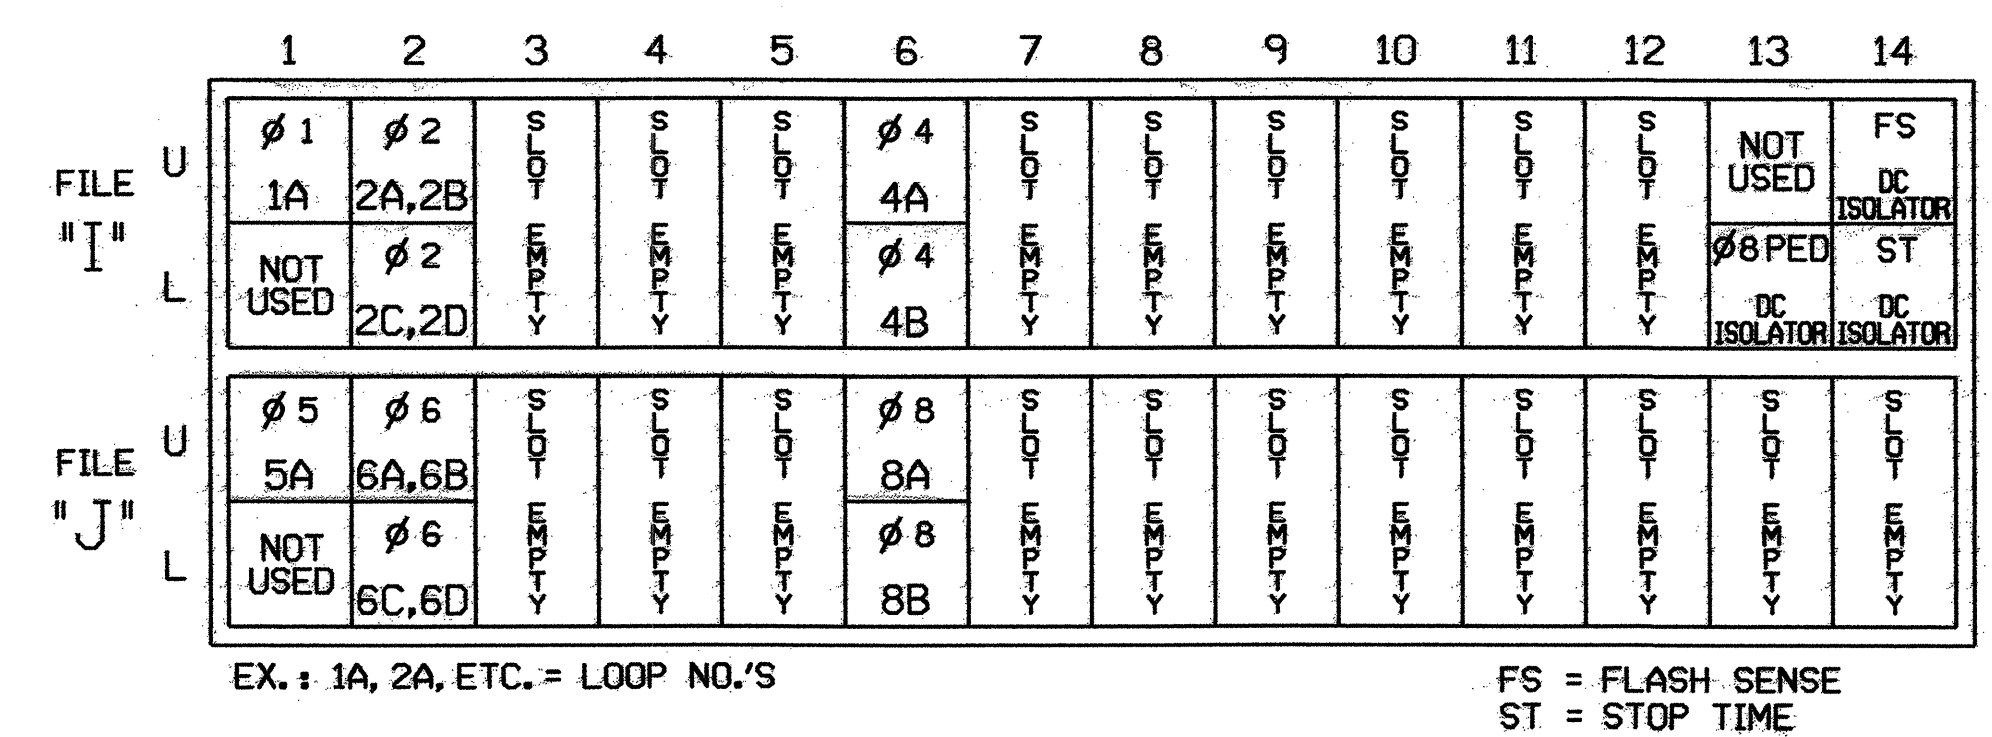 1 2 3 4 5 6 7 8 9 10 11 12 13 14
FILE "I"
U
Ø 1
1A
Ø 2
2A,2B
SLOT EMPTY
SLOT EMPTY
SLOT EMPTY
Ø 4
4A
SLOT EMPTY
SLOT EMPTY
SLOT EMPTY
SLOT EMPTY
SLOT EMPTY
SLOT EMPTY
NOT
USED
FS
DC
ISOLATOR
L
NOT
USED
Ø 2
2C,2D
Ø 4
4B
Ø8 PED
DC
ISOLATOR
ST
DC
ISOLATOR
FILE "J"
U
Ø 5
5A
Ø 6
6A,6B
SLOT EMPTY
SLOT EMPTY
SLOT EMPTY
Ø 8
8A
SLOT EMPTY
SLOT EMPTY
SLOT EMPTY
SLOT EMPTY
SLOT EMPTY
SLOT EMPTY
SLOT EMPTY
SLOT EMPTY
L
NOT
USED
Ø 6
6C,6D
Ø 8
8B
EX.: 1A, 2A, ETC. = LOOP NO.'S
FS = FLASH SENSE
ST = STOP TIME